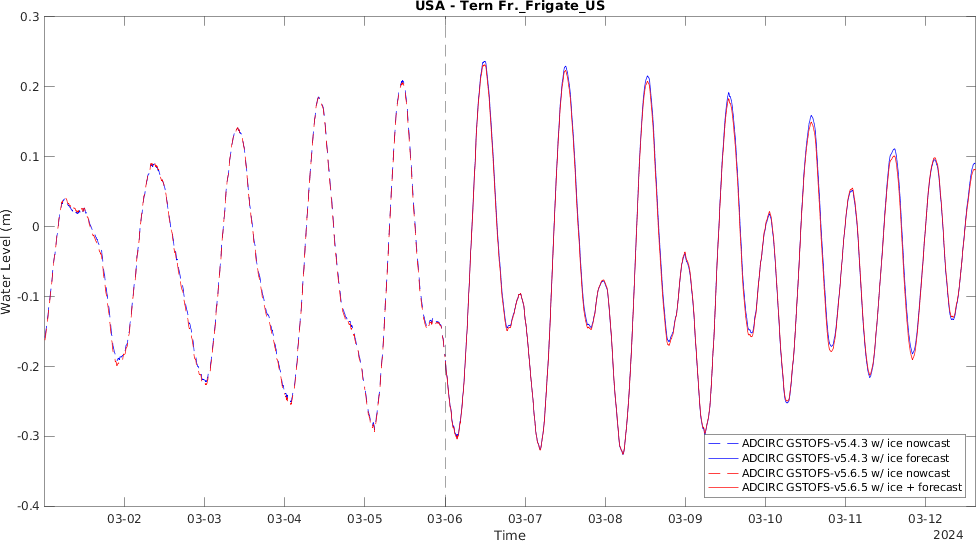 USA - Tern Fr._Frigate_US
0.3
0.2
0.1
0
-0.1
-0.2
-0.3
-0.4
Water Level (m)
03-02 03-03 03-04 03-05 03-06 03-07 03-08 03-09 03-10 03-11 03-12
Time
2024
ADCIRC GSTOFS-v5.4.3 w/ ice nowcast
ADCIRC GSTOFS-v5.4.3 w/ ice forecast
ADCIRC GSTOFS-v5.6.5 w/ ice nowcast
ADCIRC GSTOFS-v5.6.5 w/ ice + forecast